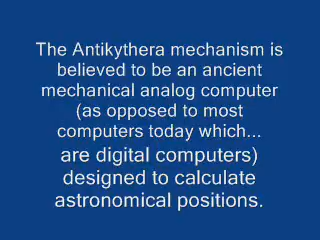 The Antikythera mechanism is
believed to be an ancient
mechanical analog computer
(as opposed to most
computers today which...
are digital computers)
designed to calculate
astronomical positions.